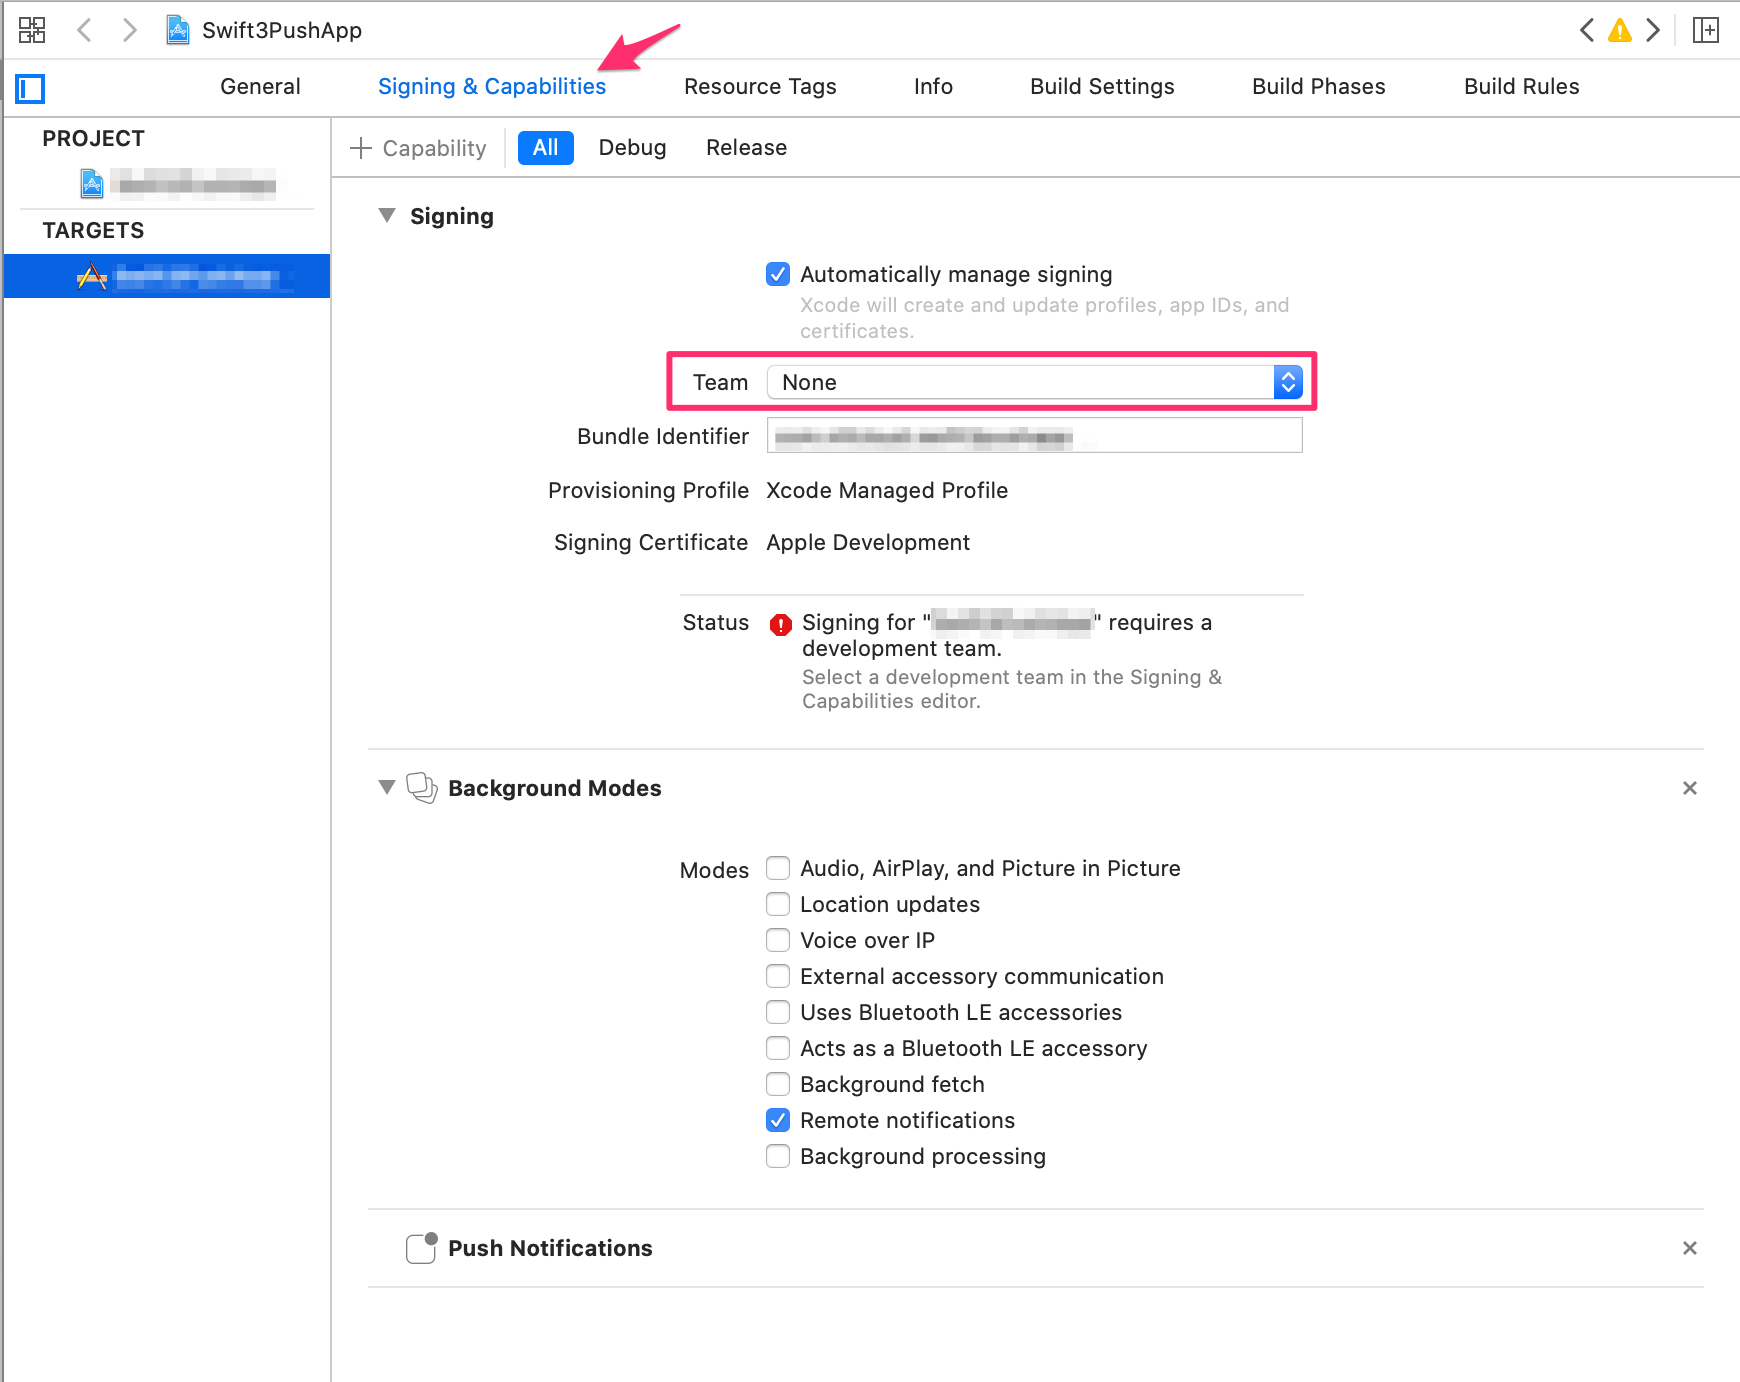 Swift3PushApp
General Signing & Capabilities Resource Tags Info Build Settings Build Phases Build Rules
PROJECT
TARGETS
Capability All Debug Release
Signing
Automatically manage signing
Xcode will create and update profiles, app IDs, and
certificates.
Team None
Bundle Identifier
Provisioning Profile Xcode Managed Profile
Signing Certificate Apple Development
Status Signing for "" requires a
development team.
Select a development team in the Signing &
Capabilities editor.
Background Modes
Modes Audio, AirPlay, and Picture in Picture
Location updates
Voice over IP
External accessory communication
Uses Bluetooth LE accessories
Acts as a Bluetooth LE accessory
Background fetch
Remote notifications
Background processing
Push Notifications